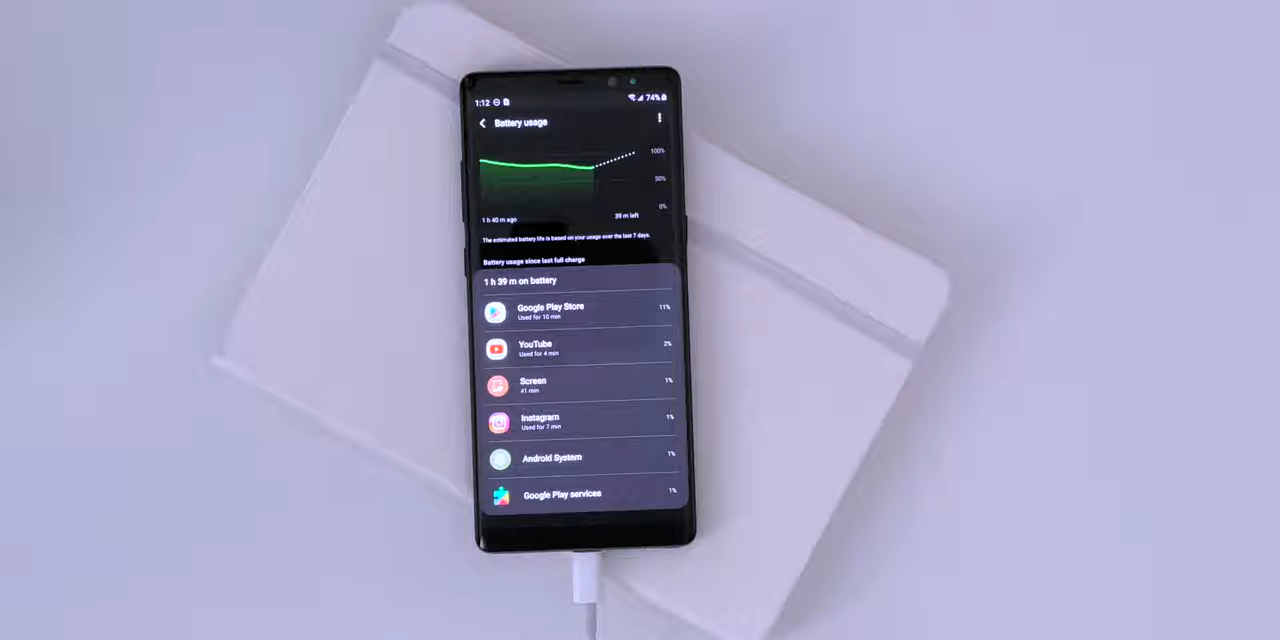 1:12 74%
Battery usage
100%
50%
0%
1 h 40 m ago 39 m left
The estimated battery life is based on your usage over the last 7 days.
Battery usage since last full charge
1 h 39 m on battery
Google Play Store 11%
Used for 10 min
YouTube 2%
Used for 4 min
Screen 1%
41 min
Instagram 1%
Used for 7 min
Android System 1%
Google Play services 1%